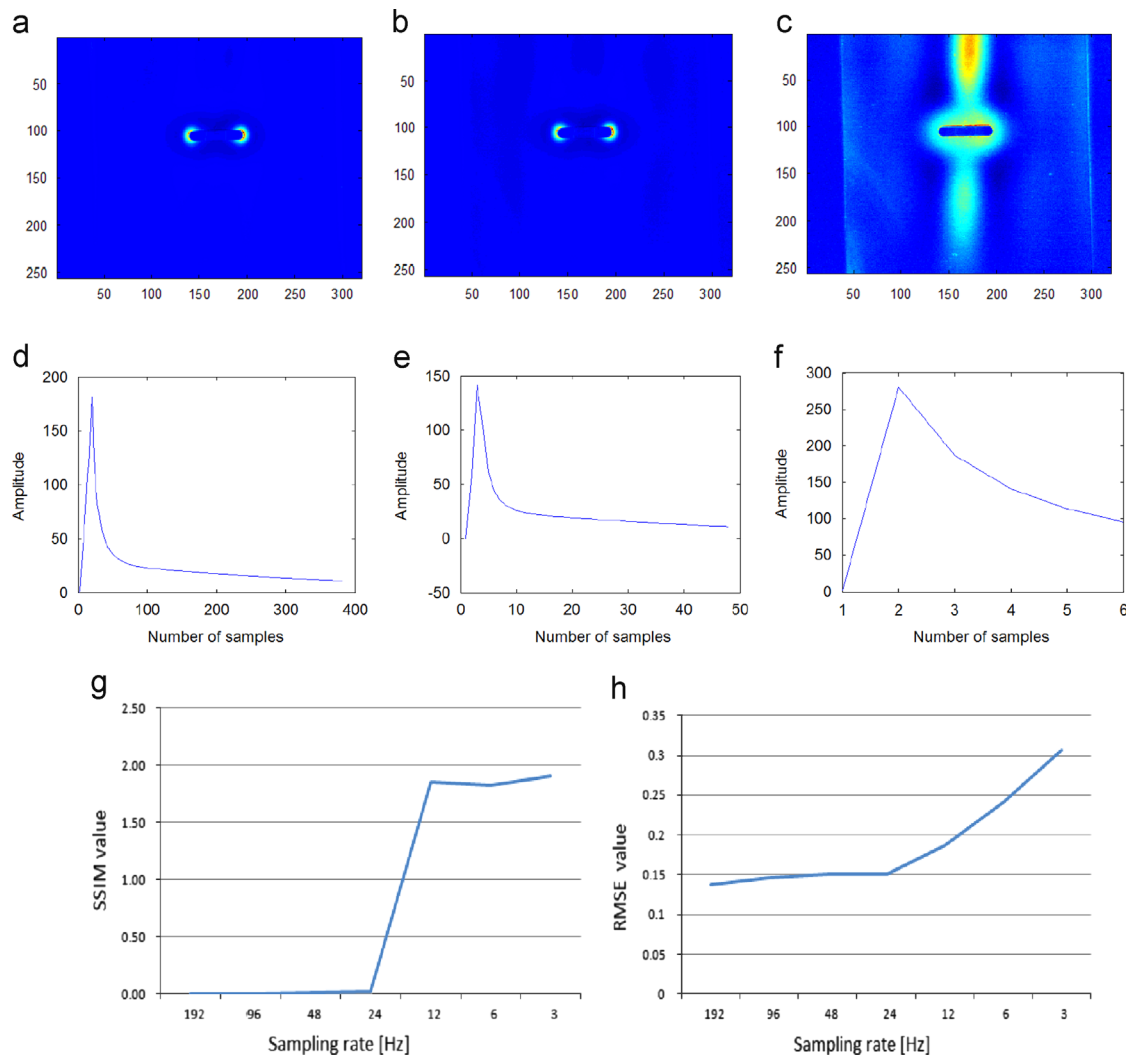 a
b
c
50
100
150
200
250
50 100 150 200 250 300
50
100
150
200
250
50 100 150 200 250 300
50
100
150
200
250
50 100 150 200 250 300
d
200
150
100
50
0
0 100 200 300 400
Amplitude
Number of samples
e
150
100
50
0
-50
0 10 20 30 40 50
Amplitude
Number of samples
f
300
250
200
150
100
50
0
1 2 3 4 5 6
Amplitude
Number of samples
g
2.50
2.00
1.50
1.00
0.50
0.00
192 96 48 24 12 6 3
SSIM value
Sampling rate [Hz]
h
0.35
0.3
0.25
0.2
0.15
0.1
0.05
0
192 96 48 24 12 6 3
RMSE value
Sampling rate [Hz]